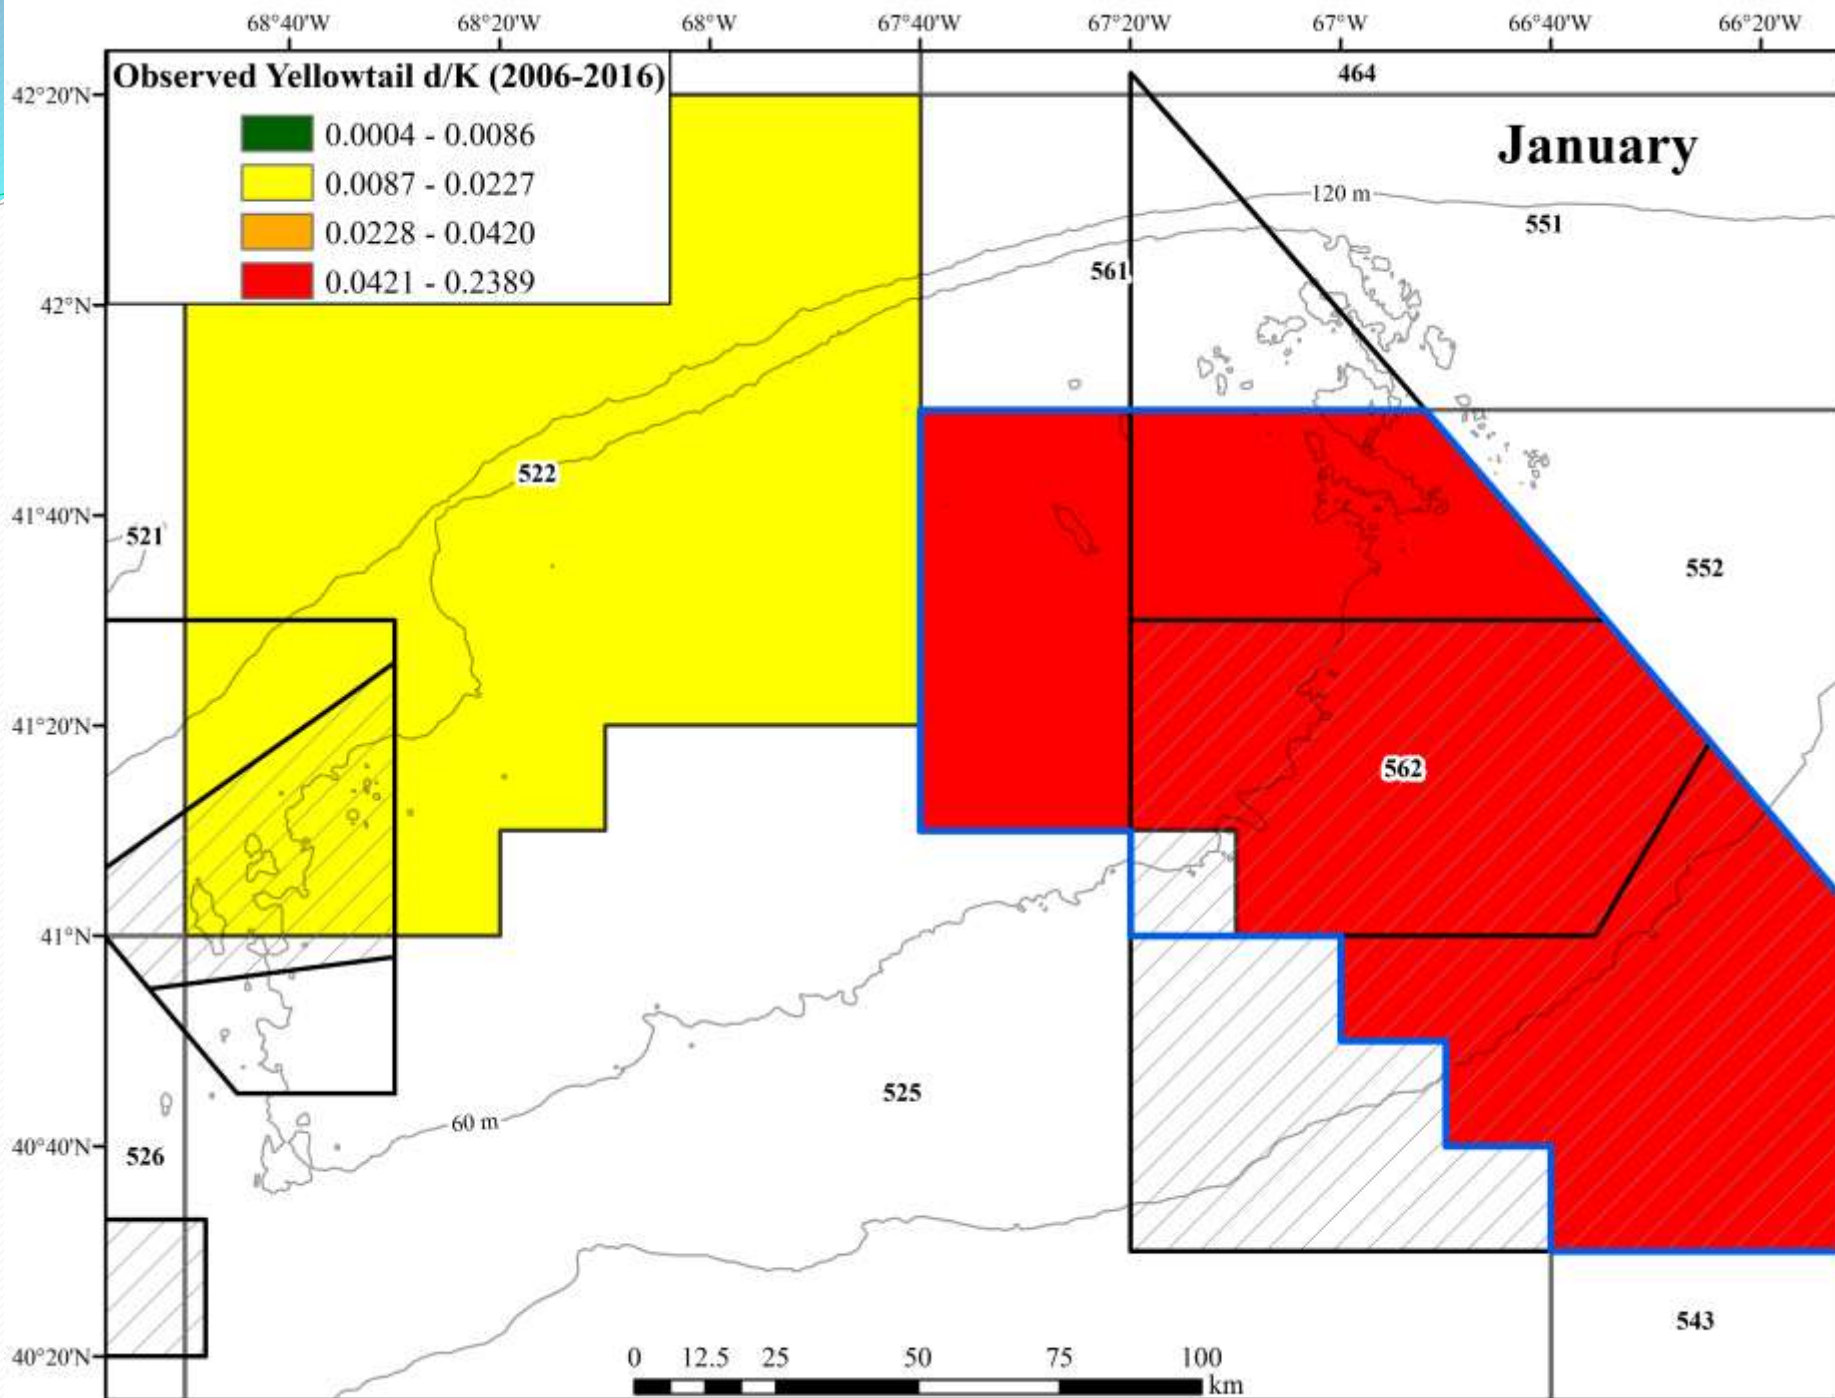 68°40'W 68°20'W 68°W 67°40'W 67°20'W 67°W 66°40'W 66°20'W
Observed Yellowtail d/K (2006-2016)
0.0004 - 0.0086
0.0087 - 0.0227
0.0228 - 0.0420
0.0421 - 0.2389
January
42°20'N
42°N
41°40'N
41°20'N
41°N
40°40'N
40°20'N
464
120 m
551
561
522
521
552
562
525
60 m
526
543
0 12.5 25 50 75 100
km